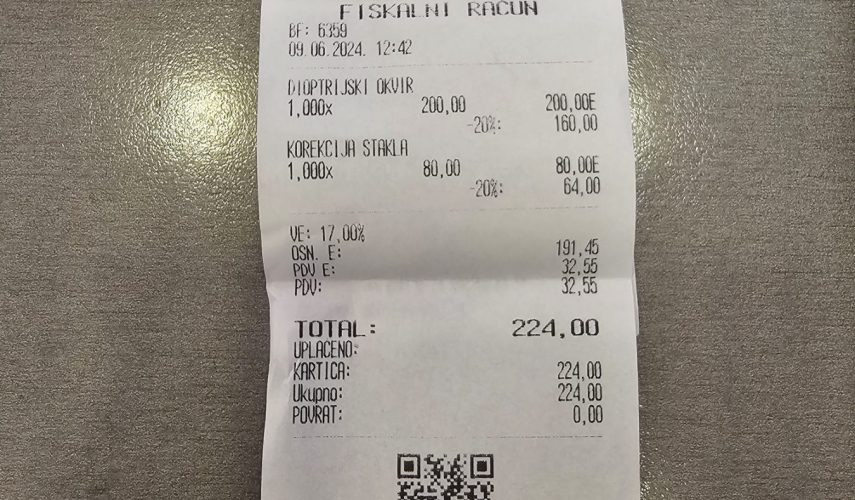 FISKALNI RAČUN
BF: 6359
09.06.2024. 12:42
DIOPTRIJSKI OKVIR
1,000x 200,00 200,00E
-20%: 160,00
KOREKCIJA STAKLA
1,000x 80,00 80,00E
-20%: 64,00
VE: 17,00%
OSN. E: 191,45
PDV E: 32,55
PDV: 32,55
TOTAL: 224,00
UPLAĆENO:
KARTICA: 224,00
Ukupno: 224,00
POVRAT: 0,00